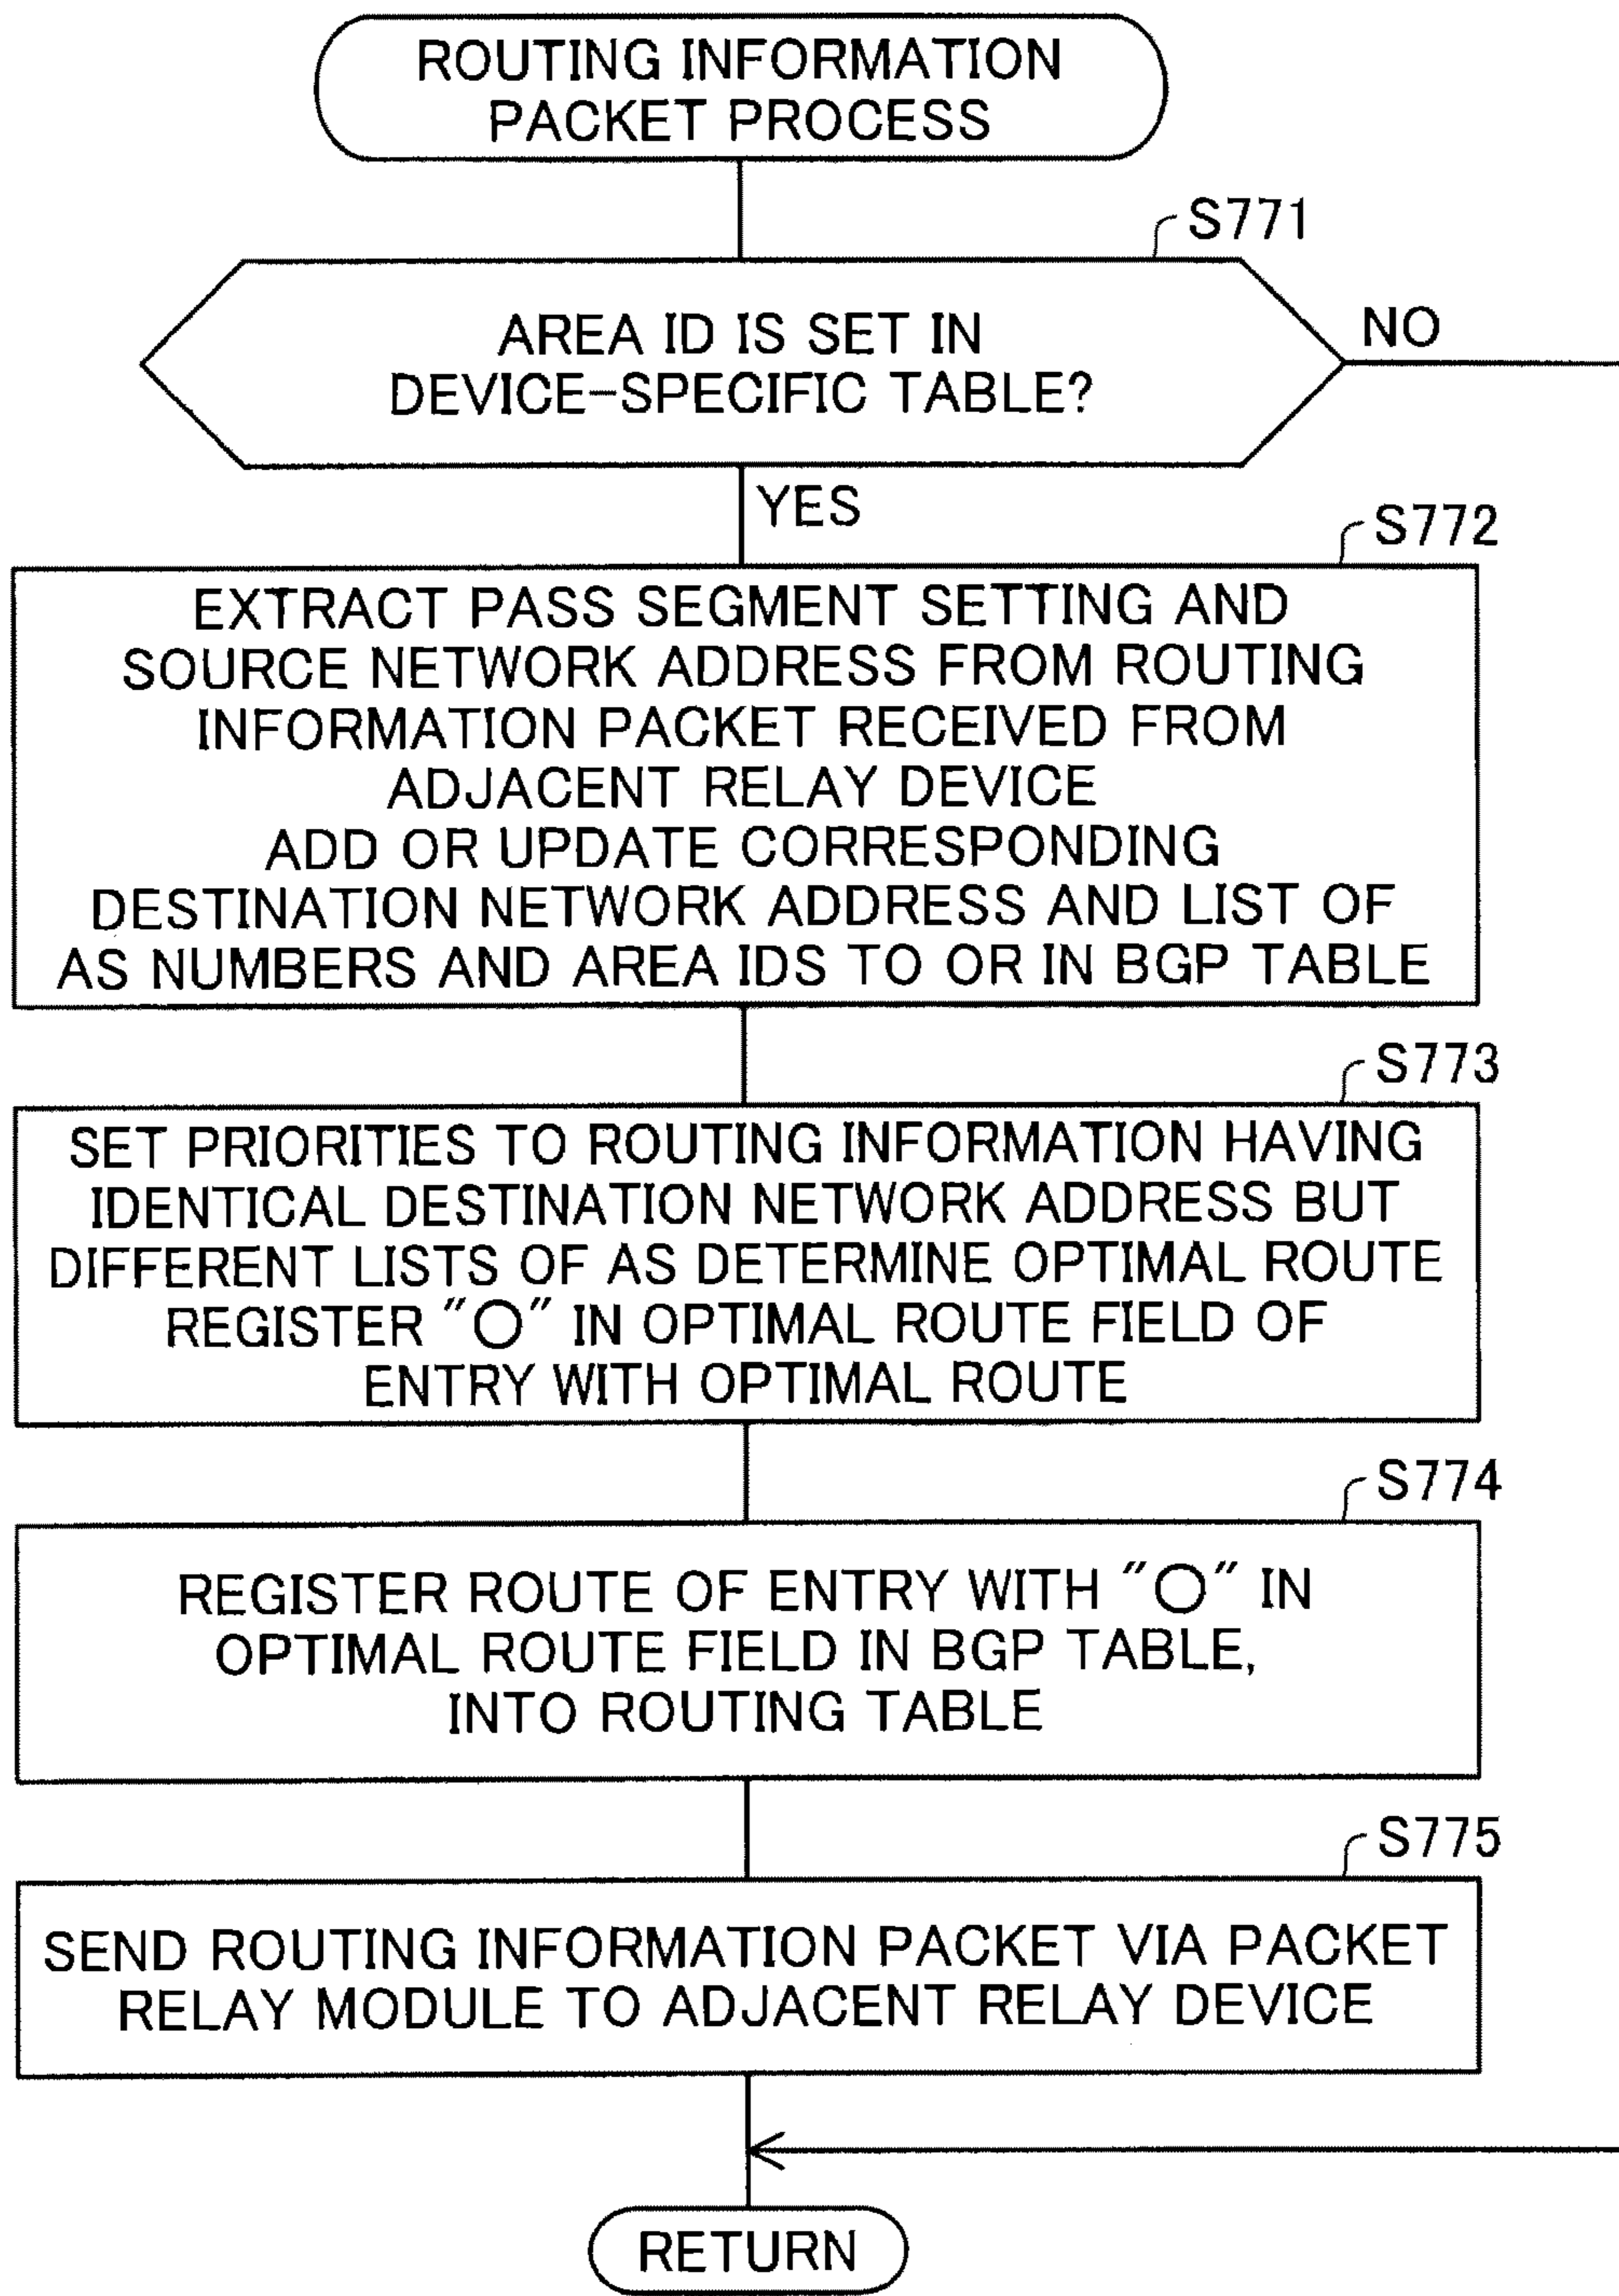 ROUTING INFORMATION
PACKET PROCESS
S771
AREA ID IS SET IN
DEVICE-SPECIFIC TABLE?
NO
YES
S772
EXTRACT PASS SEGMENT SETTING AND
SOURCE NETWORK ADDRESS FROM ROUTING
INFORMATION PACKET RECEIVED FROM
ADJACENT RELAY DEVICE
ADD OR UPDATE CORRESPONDING
DESTINATION NETWORK ADDRESS AND LIST OF
AS NUMBERS AND AREA IDS TO OR IN BGP TABLE
S773
SET PRIORITIES TO ROUTING INFORMATION HAVING
IDENTICAL DESTINATION NETWORK ADDRESS BUT
DIFFERENT LISTS OF AS DETERMINE OPTIMAL ROUTE
REGISTER "○" IN OPTIMAL ROUTE FIELD OF
ENTRY WITH OPTIMAL ROUTE
S774
REGISTER ROUTE OF ENTRY WITH "○" IN
OPTIMAL ROUTE FIELD IN BGP TABLE,
INTO ROUTING TABLE
S775
SEND ROUTING INFORMATION PACKET VIA PACKET
RELAY MODULE TO ADJACENT RELAY DEVICE
RETURN